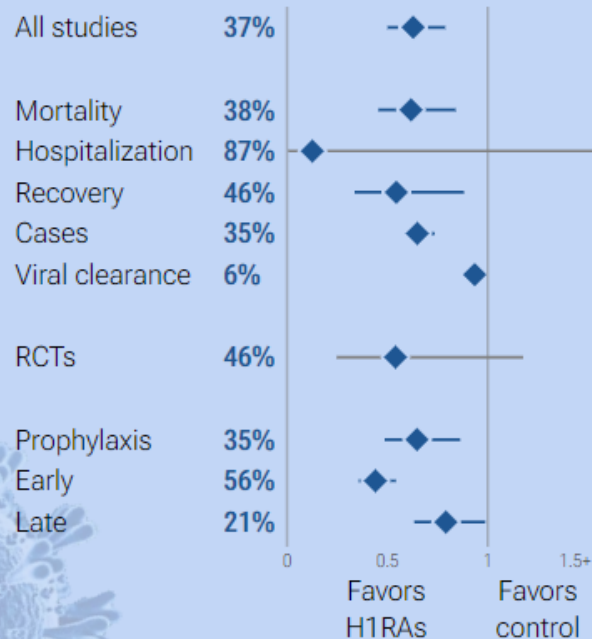 All studies 37%
Mortality 38%
Hospitalization 87%
Recovery 46%
Cases 35%
Viral clearance 6%
RCTs 46%
Prophylaxis 35%
Early 56%
Late 21%
0 0.5 1 1.5+
Favors Favors
H1RAs control